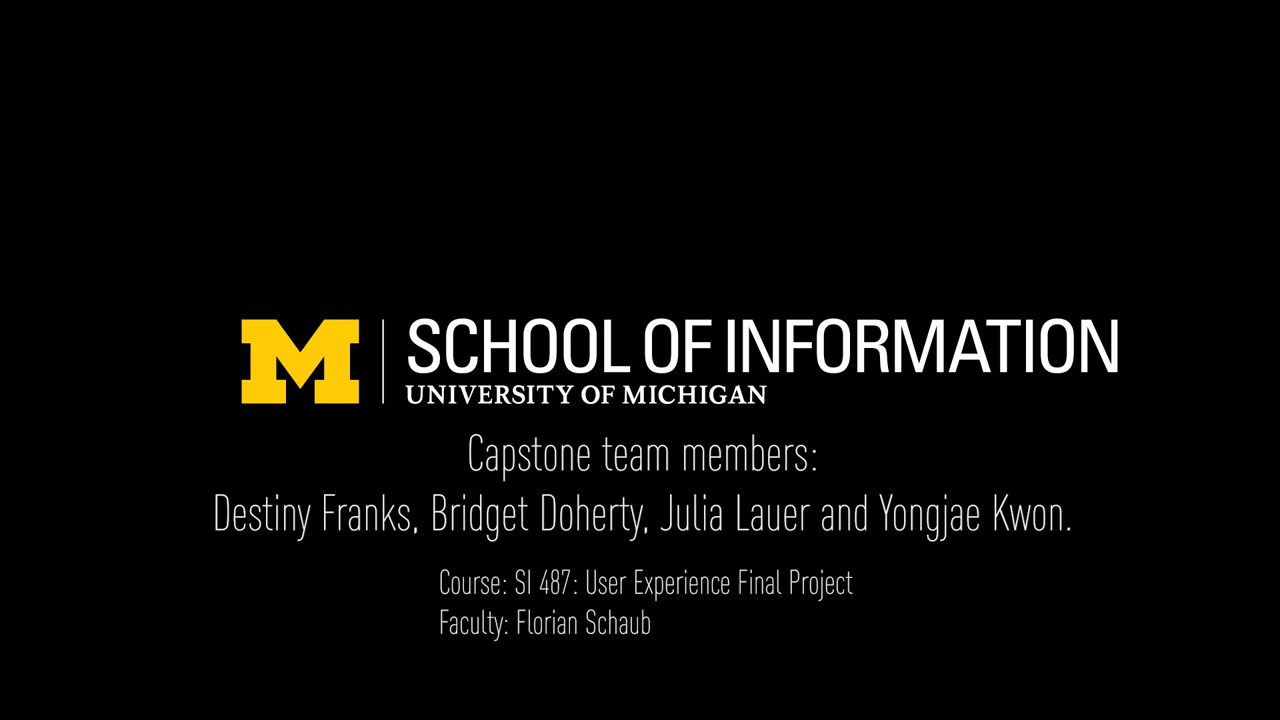 M SCHOOL OF INFORMATION
UNIVERSITY OF MICHIGAN
Capstone team members:
Destiny Franks, Bridget Doherty, Julia Lauer and Yongjae Kwon.
Course: SI 487: User Experience Final Project
Faculty: Florian Schaub